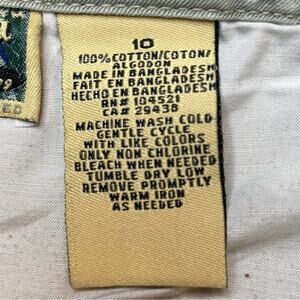 10
100% COTTON/COTON/
ALGODON
MADE IN BANGLADESH
FAIT EN BANGLADESH
HECHO EN BANGLADESH
RN# 104521
CA# 29438
MACHINE WASH COLD
GENTLE CYCLE
WITH LIKE COLORS
ONLY NON CHLORINE
BLEACH WHEN NEEDED
TUMBLE DRY LOW
REMOVE PROMPTLY
WARM IRON
AS NEEDED